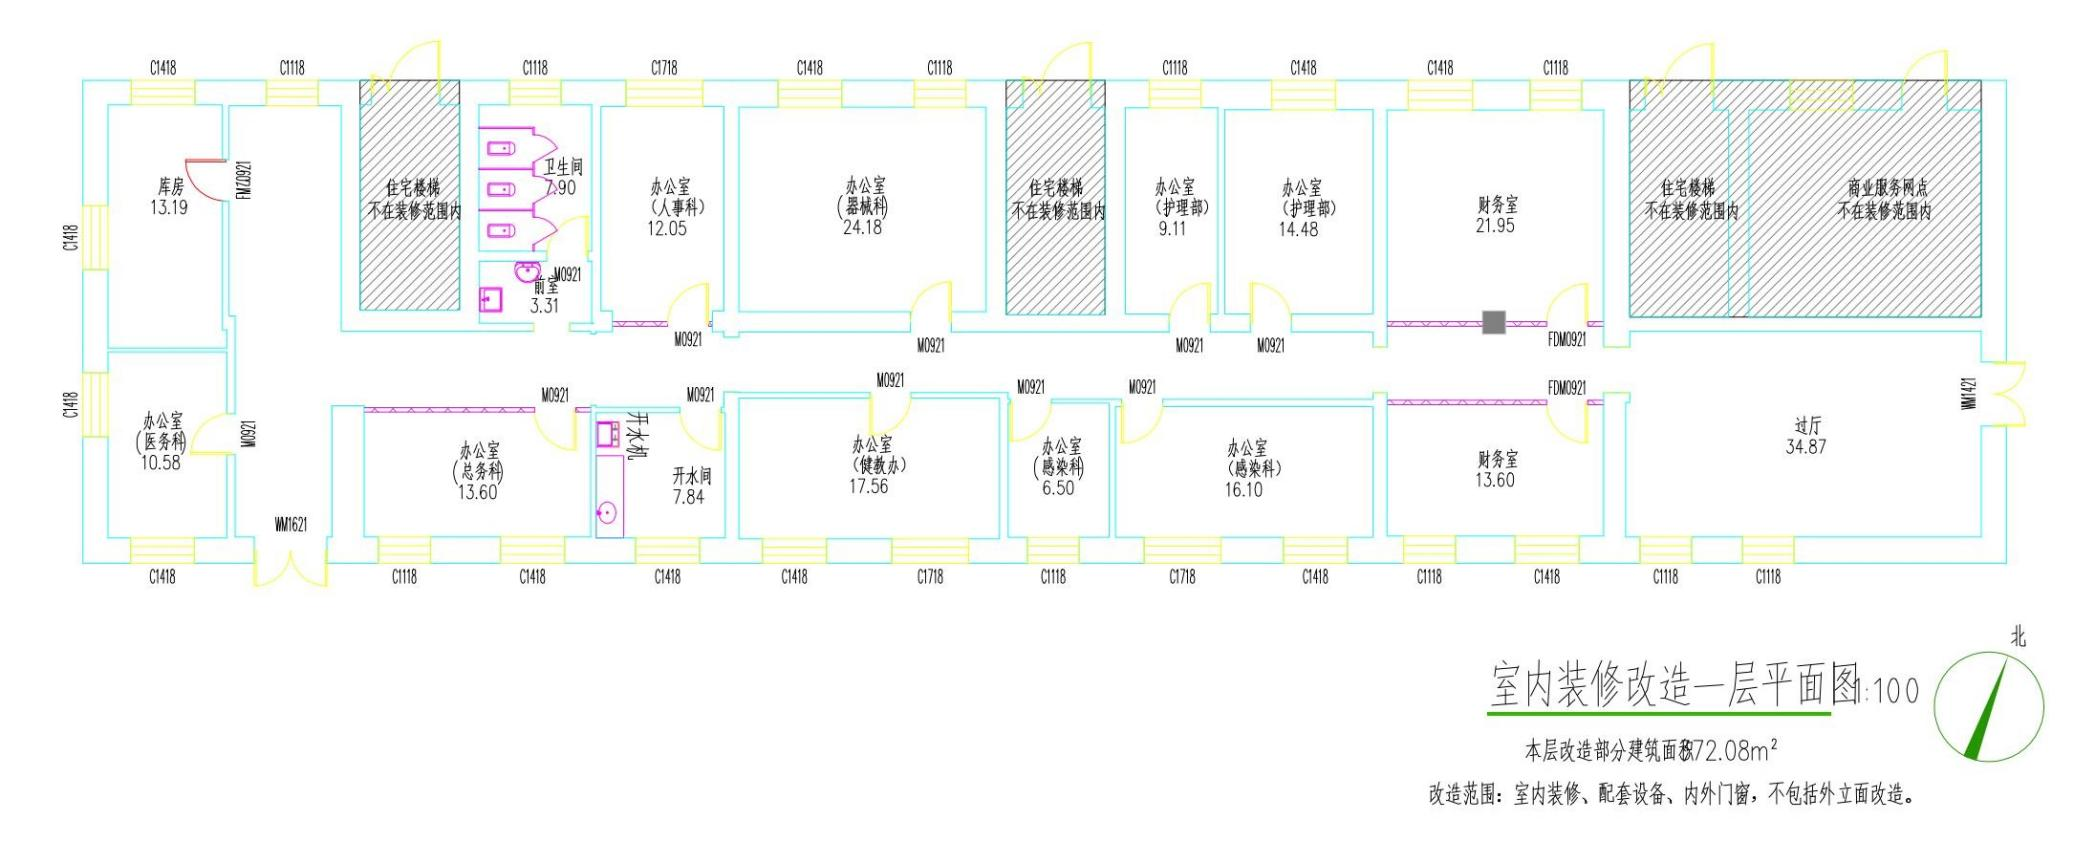 C1418
C1118
C1118
C1718
C1418
C1118
C1118
C1418
C1418
C1118
库房
13.19
住宅楼梯
不在装修范围内
卫生间
7.90
办公室
(人事科)
12.05
办公室
(器械科)
24.18
住宅楼梯
不在装修范围内
办公室
(护理部)
9.11
办公室
(护理部)
14.48
财务室
21.95
住宅楼梯
不在装修范围内
商业服务网点
不在装修范围内
C1418
M0921
前室
3.31
M0921
M0921
M0921
M0921
FDM0921
C1418
M0921
M0921
M0921
M0921
M0921
M0921
FDM0921
WM1421
办公室
(医务科)
10.58
办公室
(总务科)
13.60
开水机
开水间
7.84
办公室
(健教办)
17.56
办公室
(感染科)
6.50
办公室
(感染科)
16.10
财务室
13.60
过厅
34.87
WM1621
C1418
C1118
C1418
C1418
C1418
C1718
C1118
C1718
C1418
C1118
C1418
C1118
C1118
北
室内装修改造一层平面图1:100
本层改造部分建筑面积372.08m²
改造范围：室内装修、配套设备、内外门窗，不包括外立面改造。